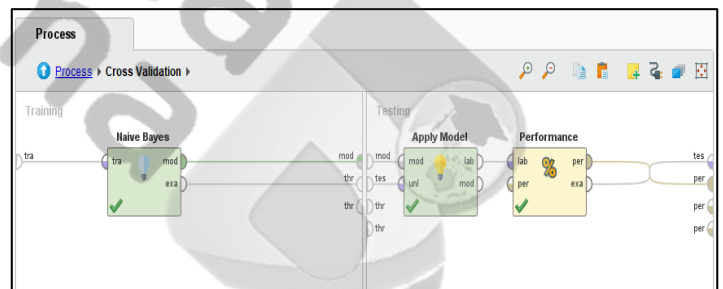 Process
Process Cross Validation
Training
Testing
Naive Bayes
Apply Model
Performance
tra
tra mod
exa
mod
thr
thr
mod
tes
thr
thr
mod lab
unl mod
lab per
per exa
%
tes
per
per
per